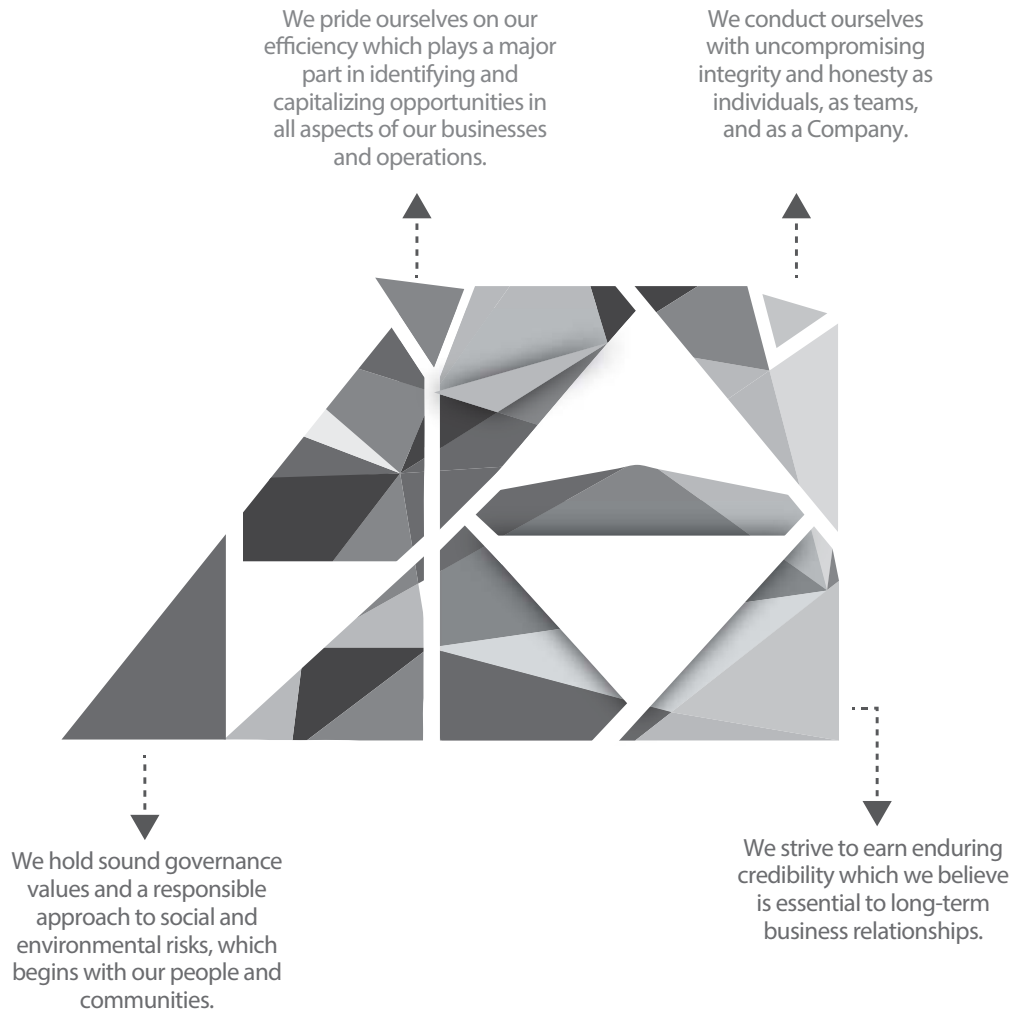 We pride ourselves on our
efficiency which plays a major
part in identifying and
capitalizing opportunities in
all aspects of our businesses
and operations.
We conduct ourselves
with uncompromising
integrity and honesty as
individuals, as teams,
and as a Company.
We hold sound governance
values and a responsible
approach to social and
environmental risks, which
begins with our people and
communities.
We strive to earn enduring
credibility which we believe
is essential to long-term
business relationships.